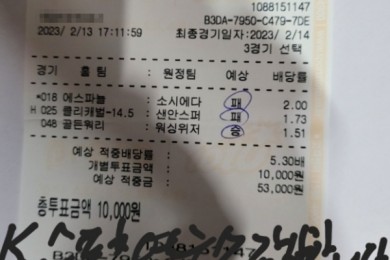 1088151147
B3DA-7950-C479-7DE
2023/ 2/13 17:11:59 최종경기일자:2023/ 2/14
3경기 선택
경기 홈 팀 : 원정팀 예상 배당률
*018 에스파뇰 : 소시에다 패 2.00
H 025 클리캐벌-14.5 : 샌안스퍼 패 1.73
048 골든워리 : 워싱위저 승 1.51
예상 적중배당률 : 5.30배
개별투표금액 : 10,000원
예상 적중금 : 53,000원
총투표금액 10,000원